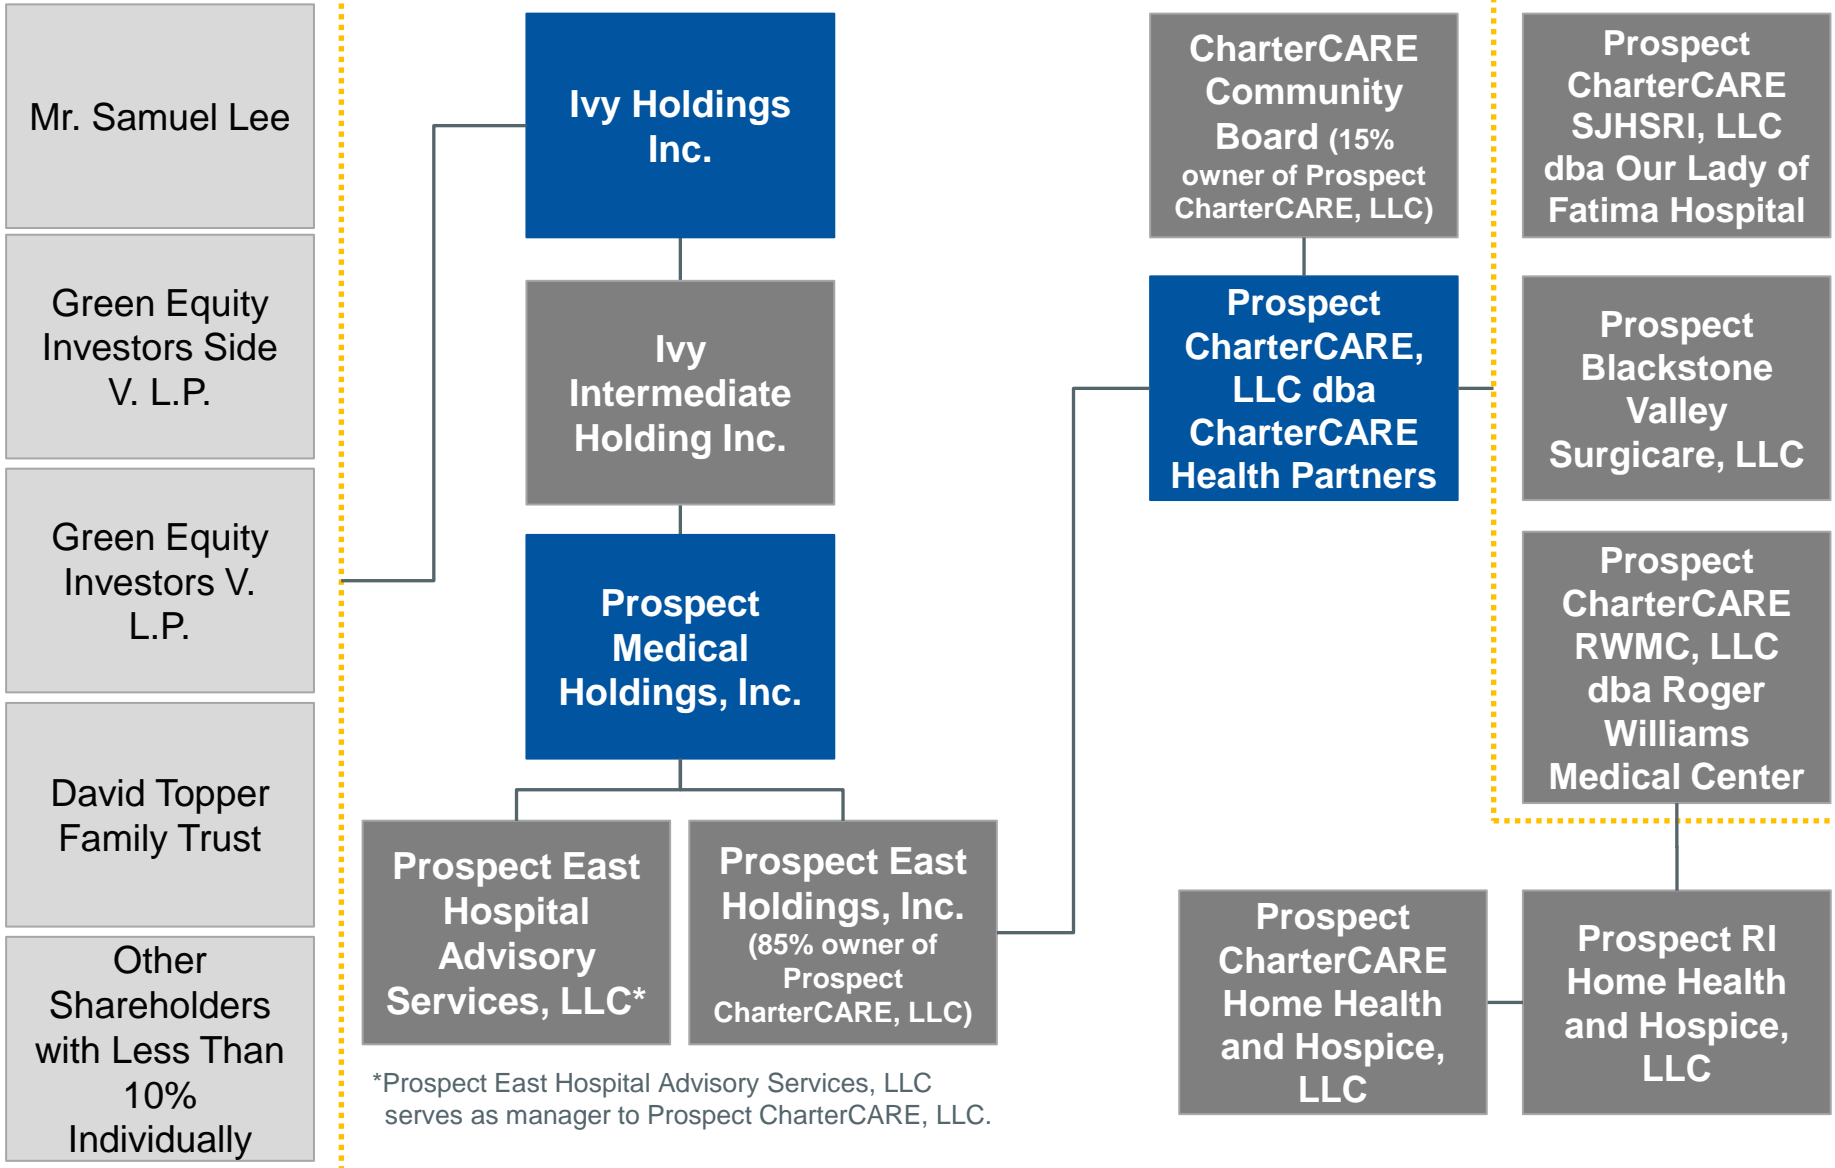 Mr. Samuel Lee
Green Equity
Investors Side
V. L.P.
Green Equity
Investors V.
L.P.
David Topper
Family Trust
Other
Shareholders
with Less Than
10%
Individually
Ivy Holdings
Inc.
Ivy
Intermediate
Holding Inc.
Prospect
Medical
Holdings, Inc.
Prospect East
Hospital
Advisory
Services, LLC*
Prospect East
Holdings, Inc.
(85% owner of
Prospect
CharterCARE, LLC)
*Prospect East Hospital Advisory Services, LLC
serves as manager to Prospect CharterCARE, LLC.
CharterCARE
Community
Board (15%
owner of Prospect
CharterCARE, LLC)
Prospect
CharterCARE,
LLC dba
CharterCARE
Health Partners
Prospect
CharterCARE
SJHSRI, LLC
dba Our Lady of
Fatima Hospital
Prospect
Blackstone
Valley
Surgicare, LLC
Prospect
CharterCARE
RWMC, LLC
dba Roger
Williams
Medical Center
Prospect
CharterCARE
Home Health
and Hospice,
LLC
Prospect RI
Home Health
and Hospice,
LLC